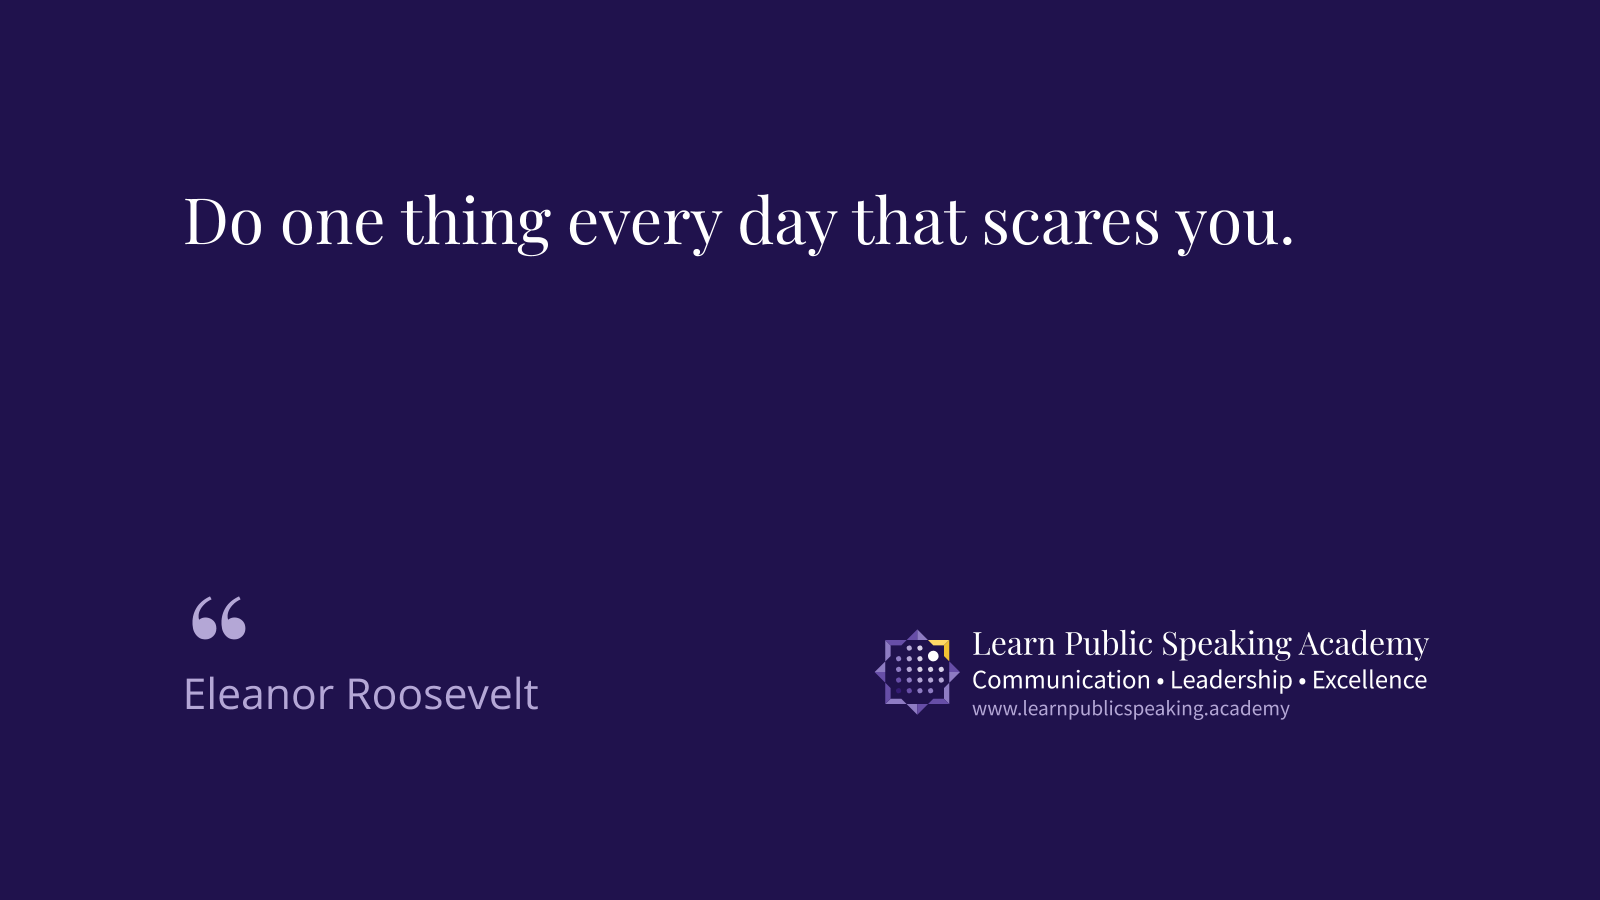 Do one thing every day that scares you.
“
Eleanor Roosevelt
Learn Public Speaking Academy
Communication • Leadership • Excellence
www.learnpublicspeaking.academy